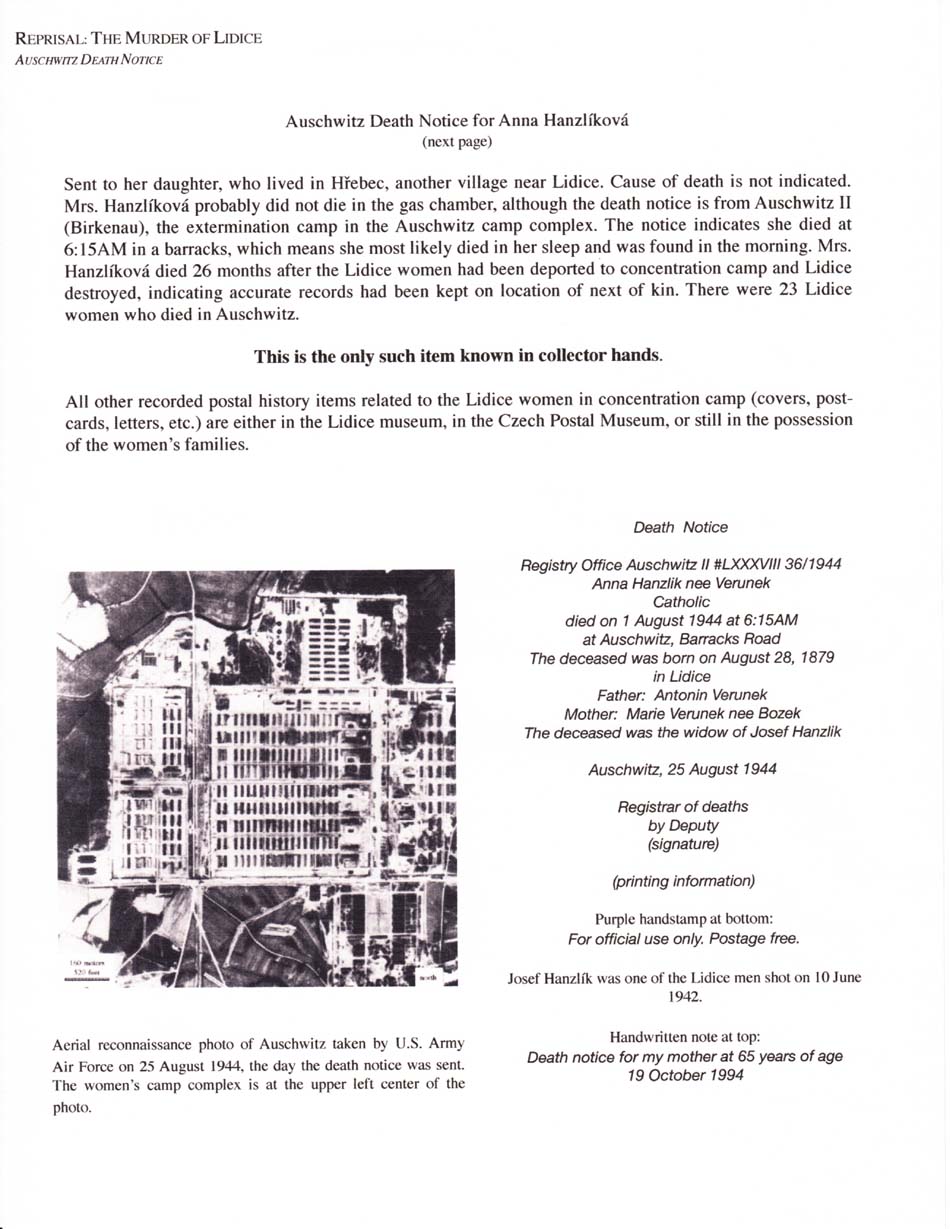 REPRISAL: THE MURDER OF LIDICE
AUSCHWITZ DEATH NOTICE
Auschwitz Death Notice for Anna Hanzlíková
(next page)
Sent to her daughter, who lived in Hřebec, another village near Lidice. Cause of death is not indicated.
Mrs. Hanzlíková probably did not die in the gas chamber, although the death notice is from Auschwitz II
(Birkenau), the extermination camp in the Auschwitz camp complex. The notice indicates she died at
6:15AM in a barracks, which means she most likely died in her sleep and was found in the morning. Mrs.
Hanzlíková died 26 months after the Lidice women had been deported to concentration camp and Lidice
destroyed, indicating accurate records had been kept on location of next of kin. There were 23 Lidice
women who died in Auschwitz.
This is the only such item known in collector hands.
All other recorded postal history items related to the Lidice women in concentration camp (covers, post-
cards, letters, etc.) are either in the Lidice museum, in the Czech Postal Museum, or still in the possession
of the women's families.
160 meters
520 feet
north
Aerial reconnaissance photo of Auschwitz taken by U.S. Army
Air Force on 25 August 1944, the day the death notice was sent.
The women's camp complex is at the upper left center of the
photo.
Death Notice
Registry Office Auschwitz II #LXXXVIII 36/1944
Anna Hanzlik nee Verunek
Catholic
died on 1 August 1944 at 6:15AM
at Auschwitz, Barracks Road
The deceased was born on August 28, 1879
in Lidice
Father: Antonin Verunek
Mother: Marie Verunek nee Bozek
The deceased was the widow of Josef Hanzlik
Auschwitz, 25 August 1944
Registrar of deaths
by Deputy
(signature)
(printing information)
Purple handstamp at bottom:
For official use only. Postage free.
Josef Hanzlík was one of the Lidice men shot on 10 June
1942.
Handwritten note at top:
Death notice for my mother at 65 years of age
19 October 1994